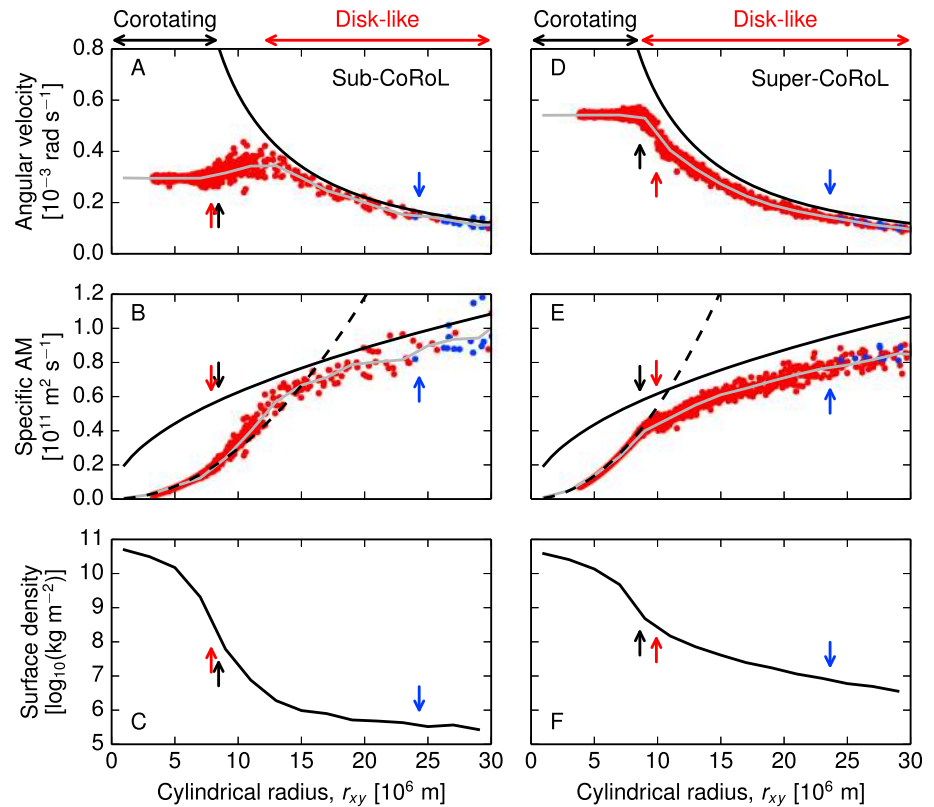 Corotating Disk-like Corotating Disk-like
A Sub-CoRoL D Super-CoRoL
Angular velocity
[10⁻³ rad s⁻¹]
0.8
0.6
0.4
0.2
0.0
B E
Specific AM
[10¹¹ m² s⁻¹]
1.2
1.0
0.8
0.6
0.4
0.2
0.0
C F
Surface density
[log₁₀(kg m⁻²)]
11
10
9
8
7
6
5
0 5 10 15 20 25 30 0 5 10 15 20 25 30
Cylindrical radius, rₓᵧ [10⁶ m] Cylindrical radius, rₓᵧ [10⁶ m]